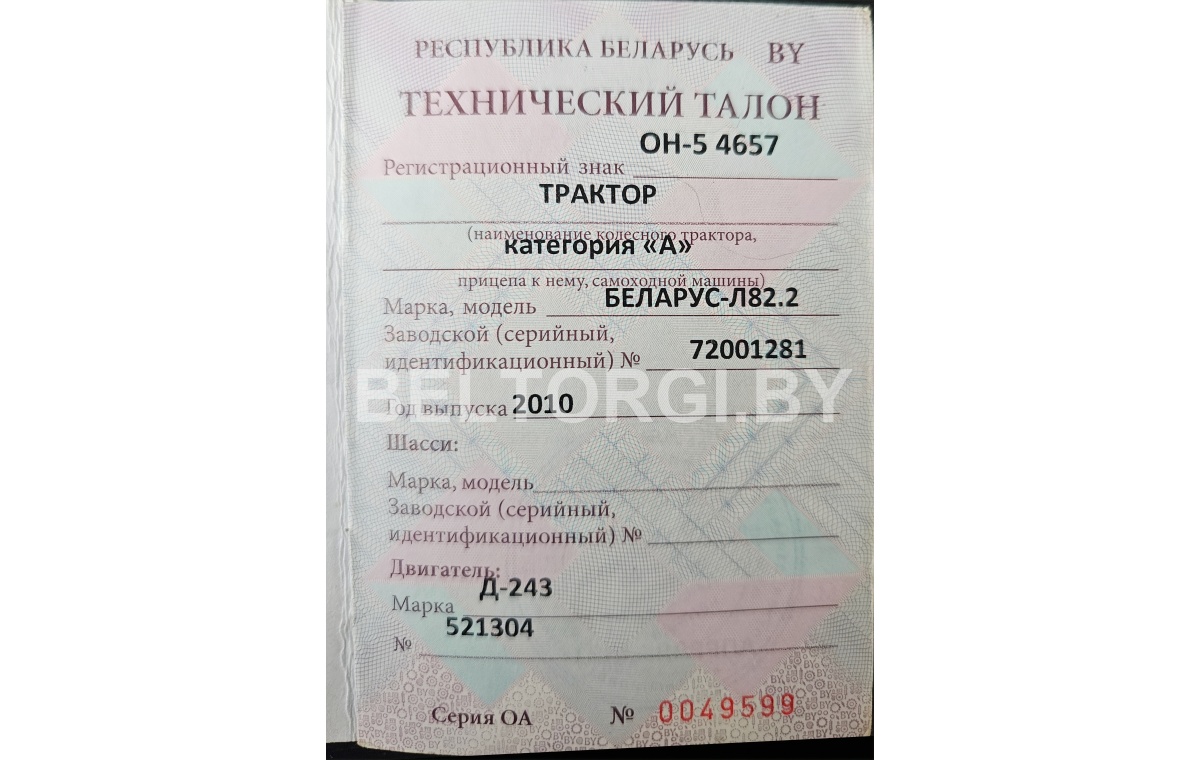 РЕСПУБЛИКА БЕЛАРУСЬ BY
ТЕХНИЧЕСКИЙ ТАЛОН
Регистрационный знак ОН-5 4657
ТРАКТОР
(наименование колесного трактора,
категория «А»
прицепа к нему, самоходной машины)
Марка, модель БЕЛАРУС-Л82.2
Заводской (серийный,
идентификационный) № 72001281
BELTORGI.BY
Год выпуска 2010
Шасси:
Марка, модель
Заводской (серийный,
идентификационный) №
Двигатель:
Марка Д-243
№ 521304
Серия ОА № 0049599